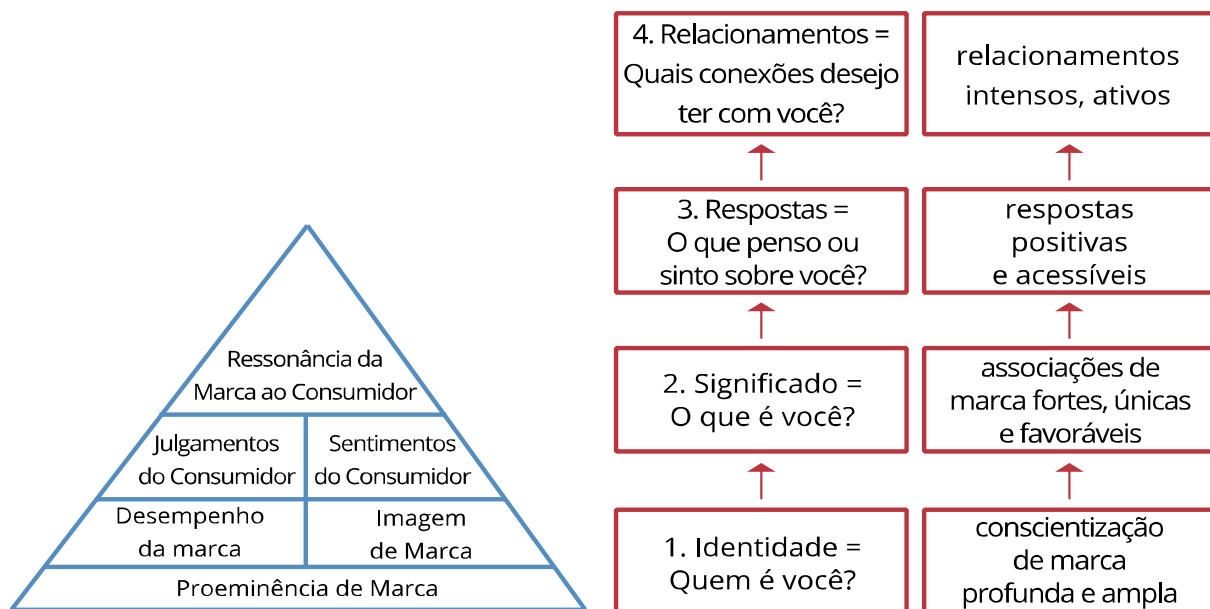 Ressonância da
Marca ao Consumidor
Julgamentos
do Consumidor
Sentimentos
do Consumidor
Desempenho
da marca
Imagem
de Marca
Proeminência de Marca
4. Relacionamentos =
Quais conexões desejo
ter com você?
relacionamentos
intensos, ativos
3. Respostas =
O que penso ou
sinto sobre você?
respostas
positivas
e acessíveis
2. Significado =
O que é você?
associações de
marca fortes, únicas
e favoráveis
1. Identidade =
Quem é você?
conscientização
de marca
profunda e ampla